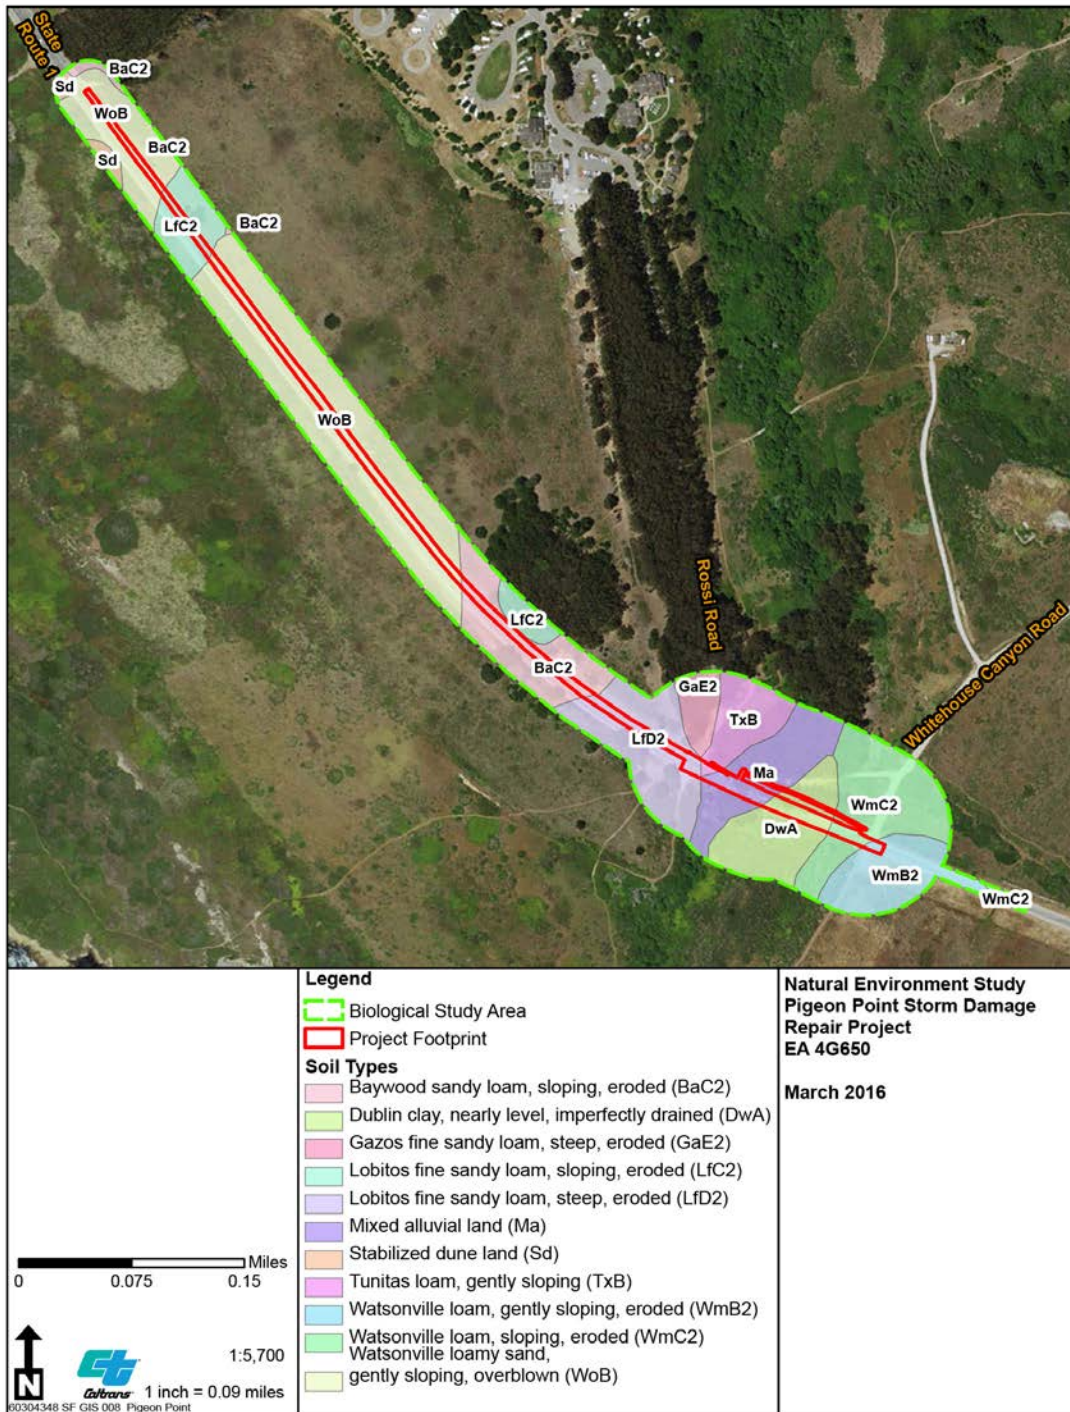 State
Route 1
BaC2
Sd
WoB
BaC2
Sd
LfC2
BaC2
WoB
LfC2
BaC2
Rossi Road
Whitehouse Canyon Road
GaE2
TxB
LfD2
Ma
WmC2
DwA
WmB2
WmC2
Legend
Biological Study Area
Project Footprint
Soil Types
Baywood sandy loam, sloping, eroded (BaC2)
Dublin clay, nearly level, imperfectly drained (DwA)
Gazos fine sandy loam, steep, eroded (GaE2)
Lobitos fine sandy loam, sloping, eroded (LfC2)
Lobitos fine sandy loam, steep, eroded (LfD2)
Mixed alluvial land (Ma)
Stabilized dune land (Sd)
Tunitas loam, gently sloping (TxB)
Watsonville loam, gently sloping, eroded (WmB2)
Watsonville loam, sloping, eroded (WmC2)
Watsonville loamy sand,
gently sloping, overblown (WoB)
Natural Environment Study
Pigeon Point Storm Damage
Repair Project
EA 4G650
March 2016
Miles
0 0.075 0.15
N
Caltrans
1:5,700
1 inch = 0.09 miles
60304348 SF GIS 008 Pigeon Point